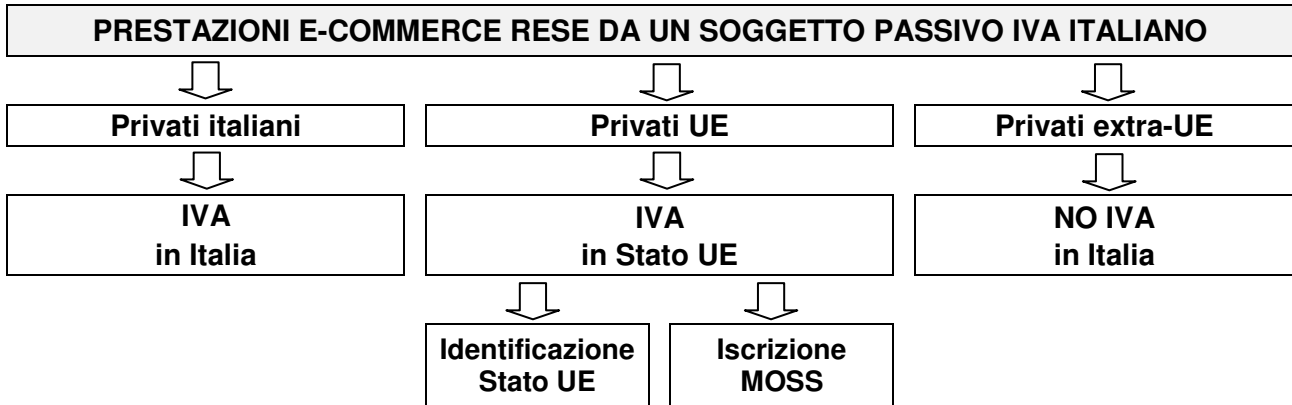 PRESTAZIONI E-COMMERCE RESE DA UN SOGGETTO PASSIVO IVA ITALIANO
Privati italiani
Privati UE
Privati extra-UE
IVA
in Italia
IVA
in Stato UE
NO IVA
in Italia
Identificazione
Stato UE
Iscrizione
MOSS